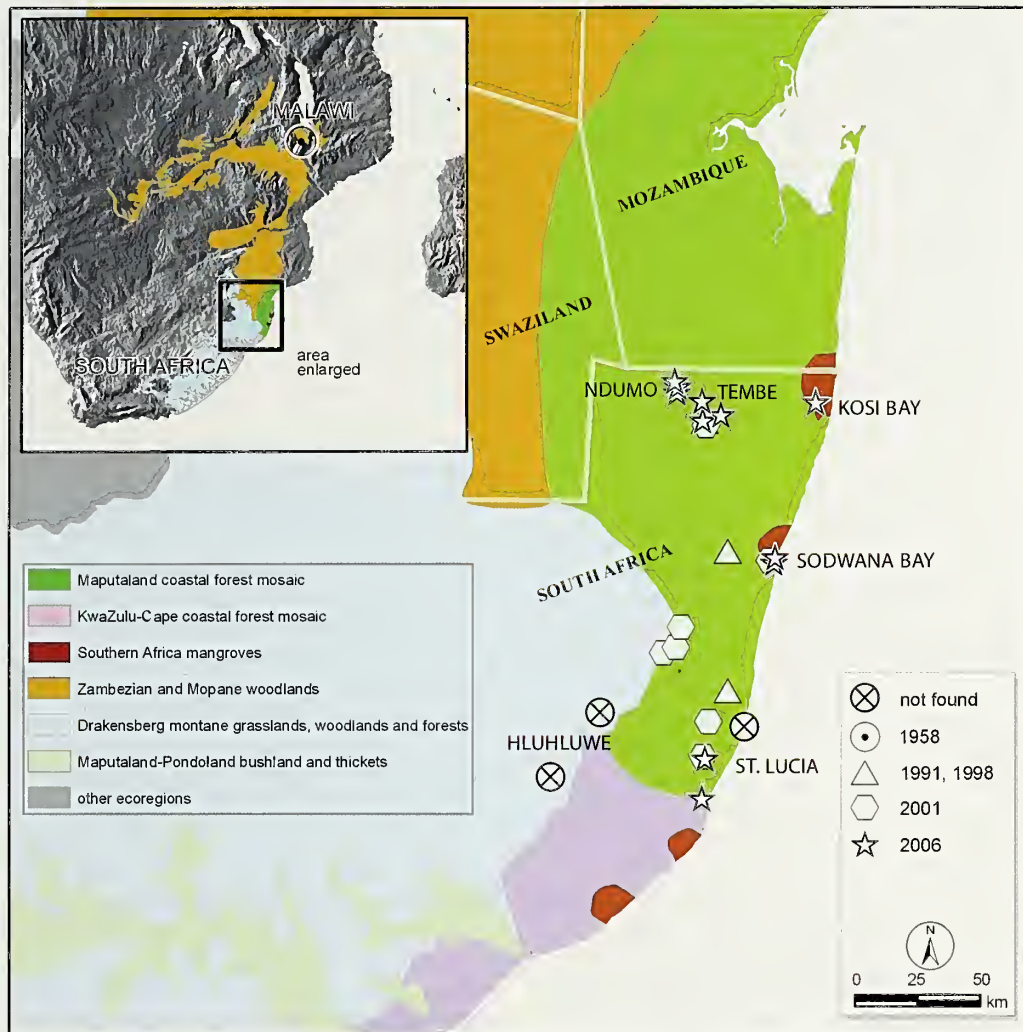 MALAWI
SOUTH AFRICA
area
enlarged
MOZAMBIQUE
SWAZILAND
NDUMO
TEMBE
KOSI BAY
SOUTH AFRICA
SODWANA BAY
HLUHLUWE
ST. LUCIA
Maputaland coastal forest mosaic
KwaZulu-Cape coastal forest mosaic
Southern Africa mangroves
Zambezian and Mopane woodlands
Drakensberg montane grasslands, woodlands and forests
Maputaland-Pondoland bushland and thickets
other ecoregions
not found
1958
1991, 1998
2001
2006
N
0 25 50
km